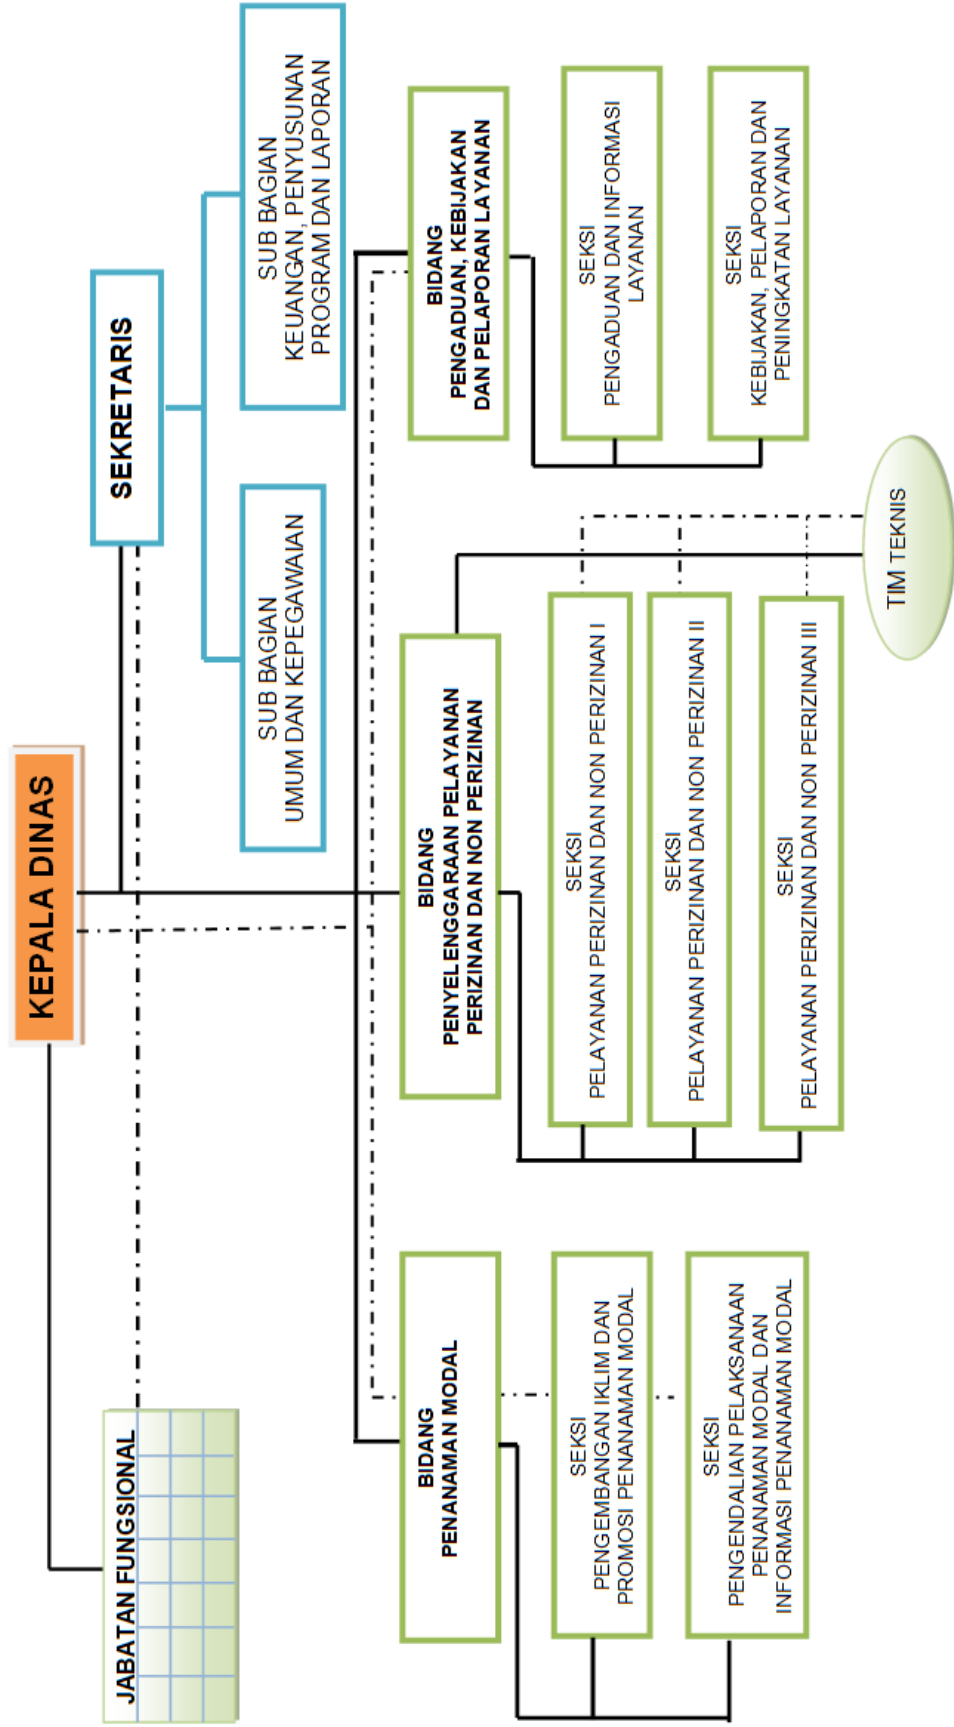 KEPALA DINAS
JABATAN FUNGSIONAL
SEKRETARIS
SUB BAGIAN
UMUM DAN KEPEGAWAIAN
SUB BAGIAN
KEUANGAN, PENYUSUNAN
PROGRAM DAN LAPORAN
BIDANG
PENANAMAN MODAL
SEKSI
PENGEMBANGAN IKLIM DAN
PROMOSI PENANAMAN MODAL
SEKSI
PENGENDALIAN PELAKSANAAN
PENANAMAN MODAL DAN
INFORMASI PENANAMAN MODAL
BIDANG
PENYELENGGARAAN PELAYANAN
PERIZINAN DAN NON PERIZINAN
SEKSI
PELAYANAN PERIZINAN DAN NON PERIZINAN I
SEKSI
PELAYANAN PERIZINAN DAN NON PERIZINAN II
SEKSI
PELAYANAN PERIZINAN DAN NON PERIZINAN III
BIDANG
PENGADUAN, KEBIJAKAN
DAN PELAPORAN LAYANAN
SEKSI
PENGADUAN DAN INFORMASI
LAYANAN
SEKSI
KEBIJAKAN, PELAPORAN DAN
PENINGKATAN LAYANAN
TIM TEKNIS